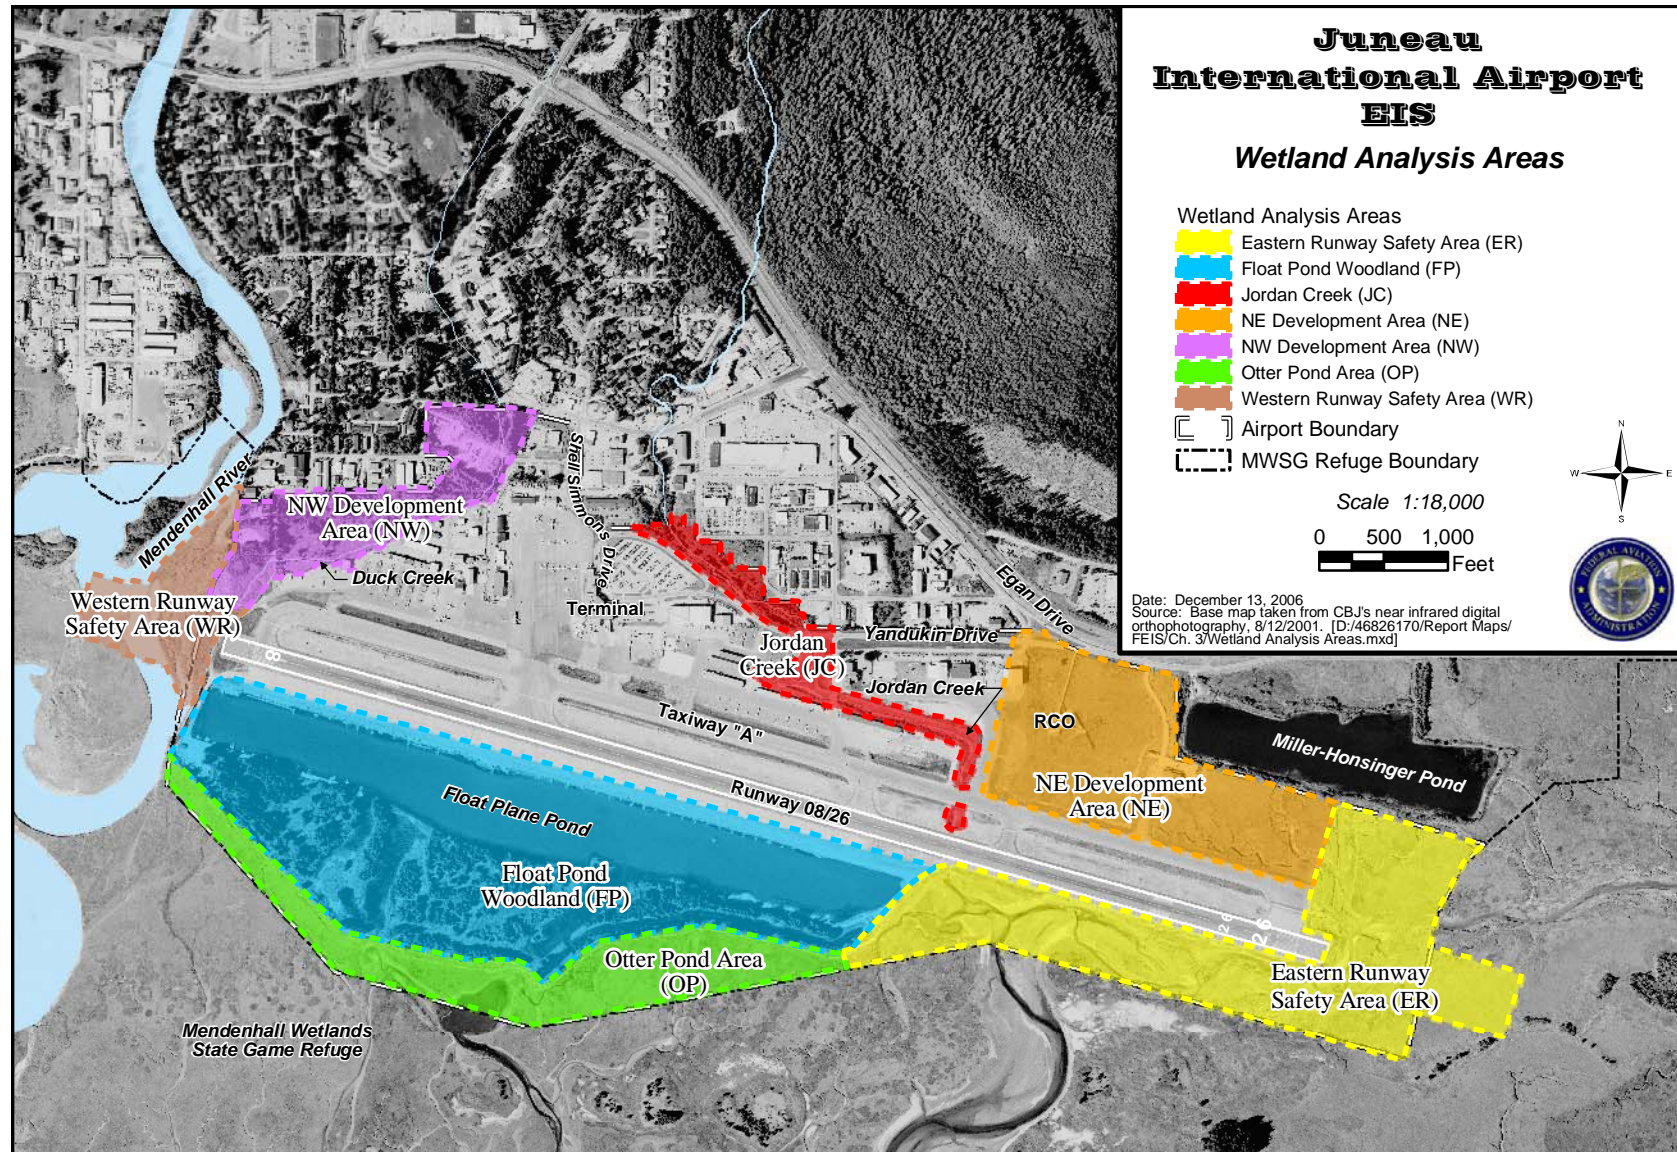 Juneau
International Airport
EIS
Wetland Analysis Areas
Wetland Analysis Areas
Eastern Runway Safety Area (ER)
Float Pond Woodland (FP)
Jordan Creek (JC)
NE Development Area (NE)
NW Development Area (NW)
Otter Pond Area (OP)
Western Runway Safety Area (WR)
Airport Boundary
MWSG Refuge Boundary
N
W E
S
Scale 1:18,000
0 500 1,000
Feet
FEDERAL AVIATION
ADMINISTRATION
Date: December 13, 2006
Source: Base map taken from CBJ's near infrared digital
orthophotography, 8/12/2001. [D:/46826170/Report Maps/
FEIS/Ch. 3/Wetland Analysis Areas.mxd]
Mendenhall River
NW Development
Area (NW)
Duck Creek
Shell Simmons Drive
Terminal
Western Runway
Safety Area (WR)
8
Egan Drive
Yandukin Drive
Jordan
Creek (JC)
Jordan Creek
RCO
Taxiway "A"
Miller-Honsinger Pond
NE Development
Area (NE)
Runway 08/26
Float Plane Pond
Float Pond
Woodland (FP)
26
26
Otter Pond Area
(OP)
Eastern Runway
Safety Area (ER)
Mendenhall Wetlands
State Game Refuge